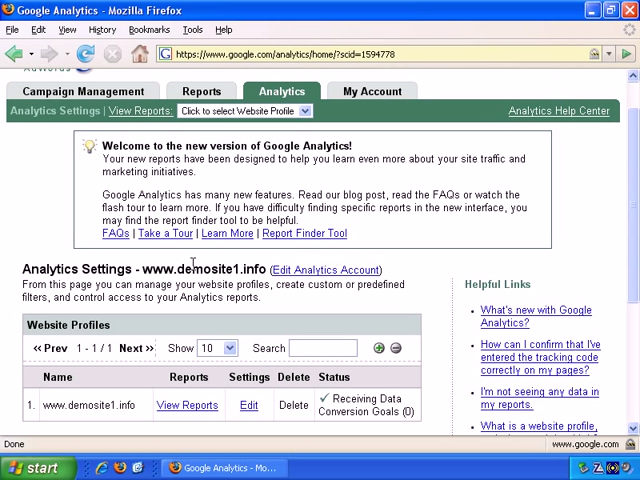 Google Analytics - Mozilla Firefox
File Edit View History Bookmarks Tools Help
https://www.google.com/analytics/home/?scid=1594778
AdWords
Campaign Management Reports Analytics My Account
Analytics Settings | View Reports: Click to select Website Profile Analytics Help Center
Welcome to the new version of Google Analytics!
Your new reports have been designed to help you learn even more about your site traffic and
marketing initiatives.
Google Analytics has many new features. Read our blog post, read the FAQs or watch the
flash tour to learn more. If you have difficulty finding specific reports in the new interface, you
may find the report finder tool to be helpful.
FAQs | Take a Tour | Learn More | Report Finder Tool
Analytics Settings - www.demosite1.info (Edit Analytics Account)
From this page you can manage your website profiles, create custom or predefined
filters, and control access to your Analytics reports.
Website Profiles
Prev 1 - 1 / 1 Next Show 10 Search
Name Reports Settings Delete Status
1. www.demosite1.info View Reports Edit Delete Receiving Data
Conversion Goals (0)
Helpful Links
What's new with Google
Analytics?
How can I confirm that I've
entered the tracking code
correctly on my pages?
I'm not seeing any data in
my reports.
What is a website profile,
Done www.google.com
start Google Analytics - Mo...